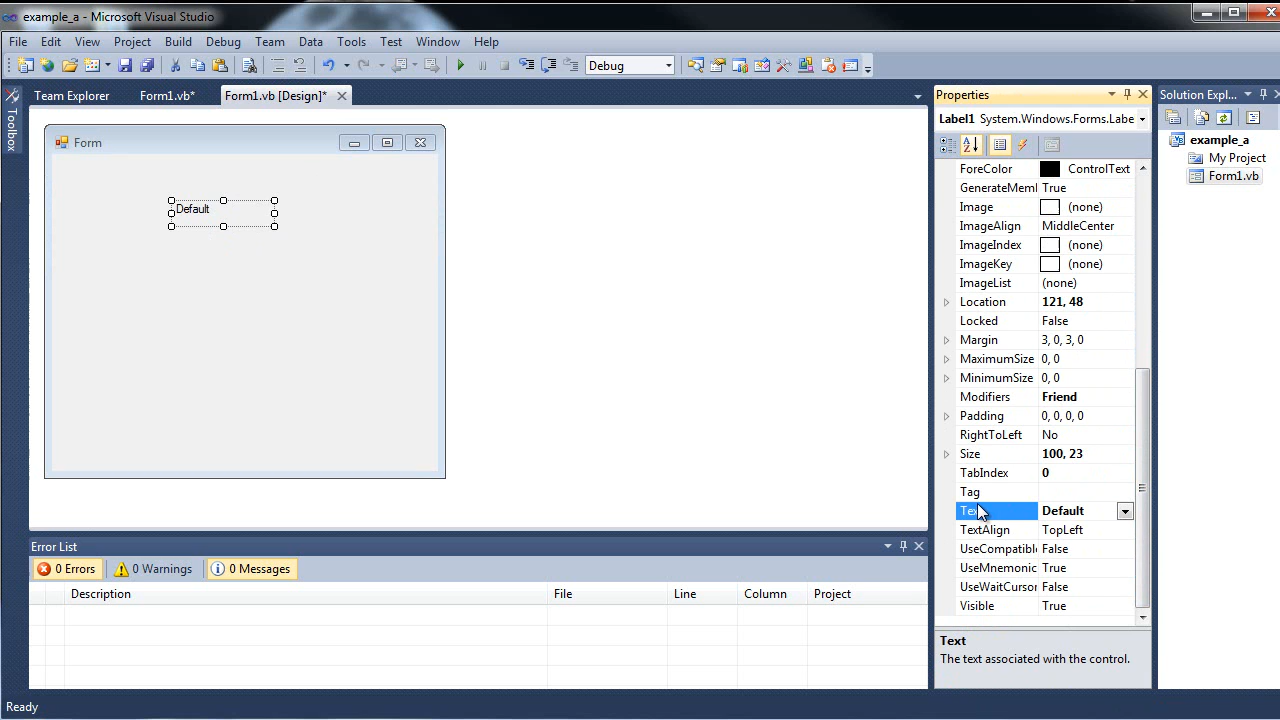 example_a - Microsoft Visual Studio
File Edit View Project Build Debug Team Data Tools Test Window Help
Debug
Toolbox
Team Explorer Form1.vb* Form1.vb [Design]*
Form
Default
Properties
Label1 System.Windows.Forms.Labe
ForeColor ControlText
GenerateMeml True
Image (none)
ImageAlign MiddleCenter
ImageIndex (none)
ImageKey (none)
ImageList (none)
Location 121, 48
Locked False
Margin 3, 0, 3, 0
MaximumSize 0, 0
MinimumSize 0, 0
Modifiers Friend
Padding 0, 0, 0, 0
RightToLeft No
Size 100, 23
TabIndex 0
Tag
Text Default
TextAlign TopLeft
UseCompatibl False
UseMnemonic True
UseWaitCursor False
Visible True
Text
The text associated with the control.
Solution Expl...
example_a
My Project
Form1.vb
Error List
0 Errors 0 Warnings 0 Messages
Description File Line Column Project
Ready